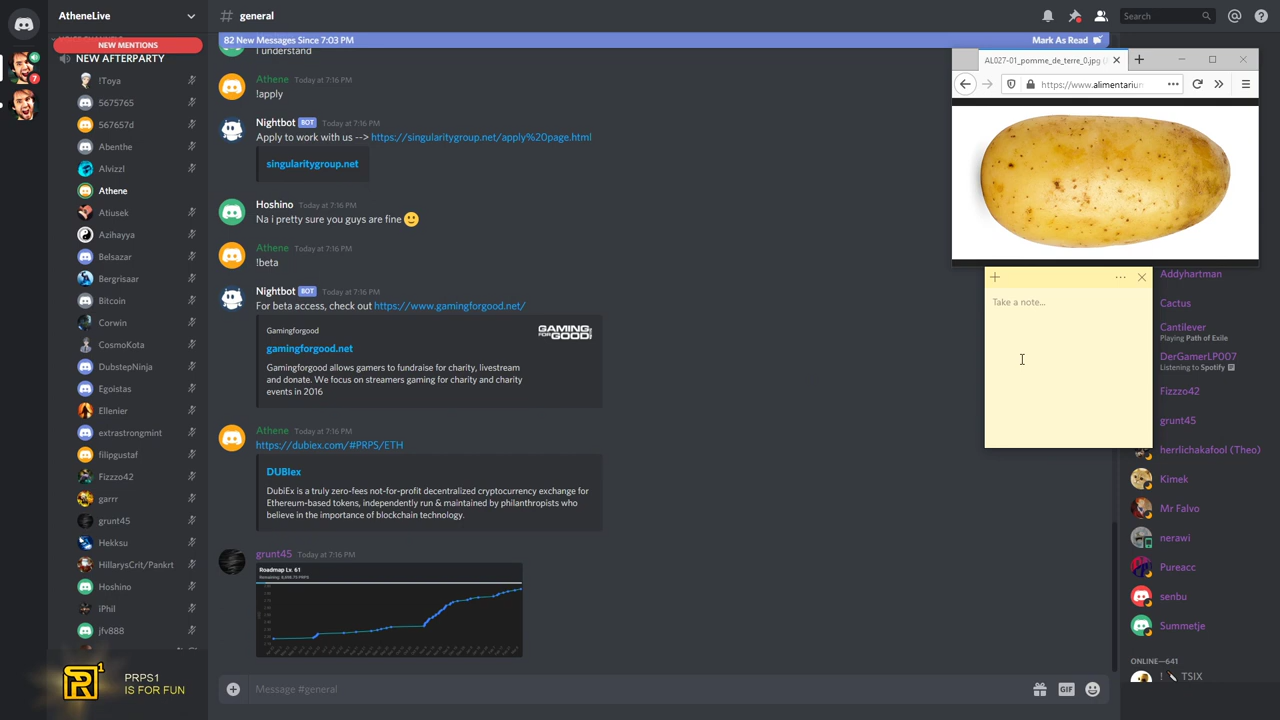 AtheneLive
NEW MENTIONS
NEW AFTERPARTY
!Toya
5675765
567657d
Abenthe
Alvizzl
Athene
Atiusek
Azihayya
Belsazar
Bergrisaar
Bitcoin
Corwin
CosmoKota
DubstepNinja
Egoistas
Ellenier
extrastrongmint
filipgustaf
Fizzzo42
garrr
grunt45
Hekksu
HillarysCrit/Pankrt
Hoshino
iPhil
jfv888
PRPS1
IS FOR FUN
# general
Search
82 New Messages Since 7:03 PM
Mark As Read
I understand
Athene Today at 7:16 PM
!apply
Nightbot BOT Today at 7:16 PM
Apply to work with us --> https://singularitygroup.net/apply%20page.html
singularitygroup.net
Hoshino Today at 7:16 PM
Na i pretty sure you guys are fine
Athene Today at 7:16 PM
!beta
Nightbot BOT Today at 7:16 PM
For beta access, check out https://www.gamingforgood.net/
Gamingforgood
GAMING
FOR GOOD
gamingforgood.net
Gamingforgood allows gamers to fundraise for charity, livestream
and donate. We focus on streamers gaming for charity and charity
events in 2016
Athene Today at 7:16 PM
https://dubiex.com/#PRPS/ETH
DUBIex
DubiEx is a truly zero-fees not-for-profit decentralized cryptocurrency exchange for
Ethereum-based tokens, independently run & maintained by philanthropists who
believe in the importance of blockchain technology.
grunt45 Today at 7:16 PM
Roadmap Lv. 61
Message #general
GIF
AL027-01_pomme_de_terre_0.jpg (
https://www.alimentariun
Take a note...
Addyhartman
Cactus
Cantilever
Playing Path of Exile
DerGamerLP007
Listening to Spotify
Fizzzo42
grunt45
herrlichakafool (Theo)
Kimek
Mr Falvo
nerawi
Pureacc
senbu
Summetje
ONLINE—641
TSIX